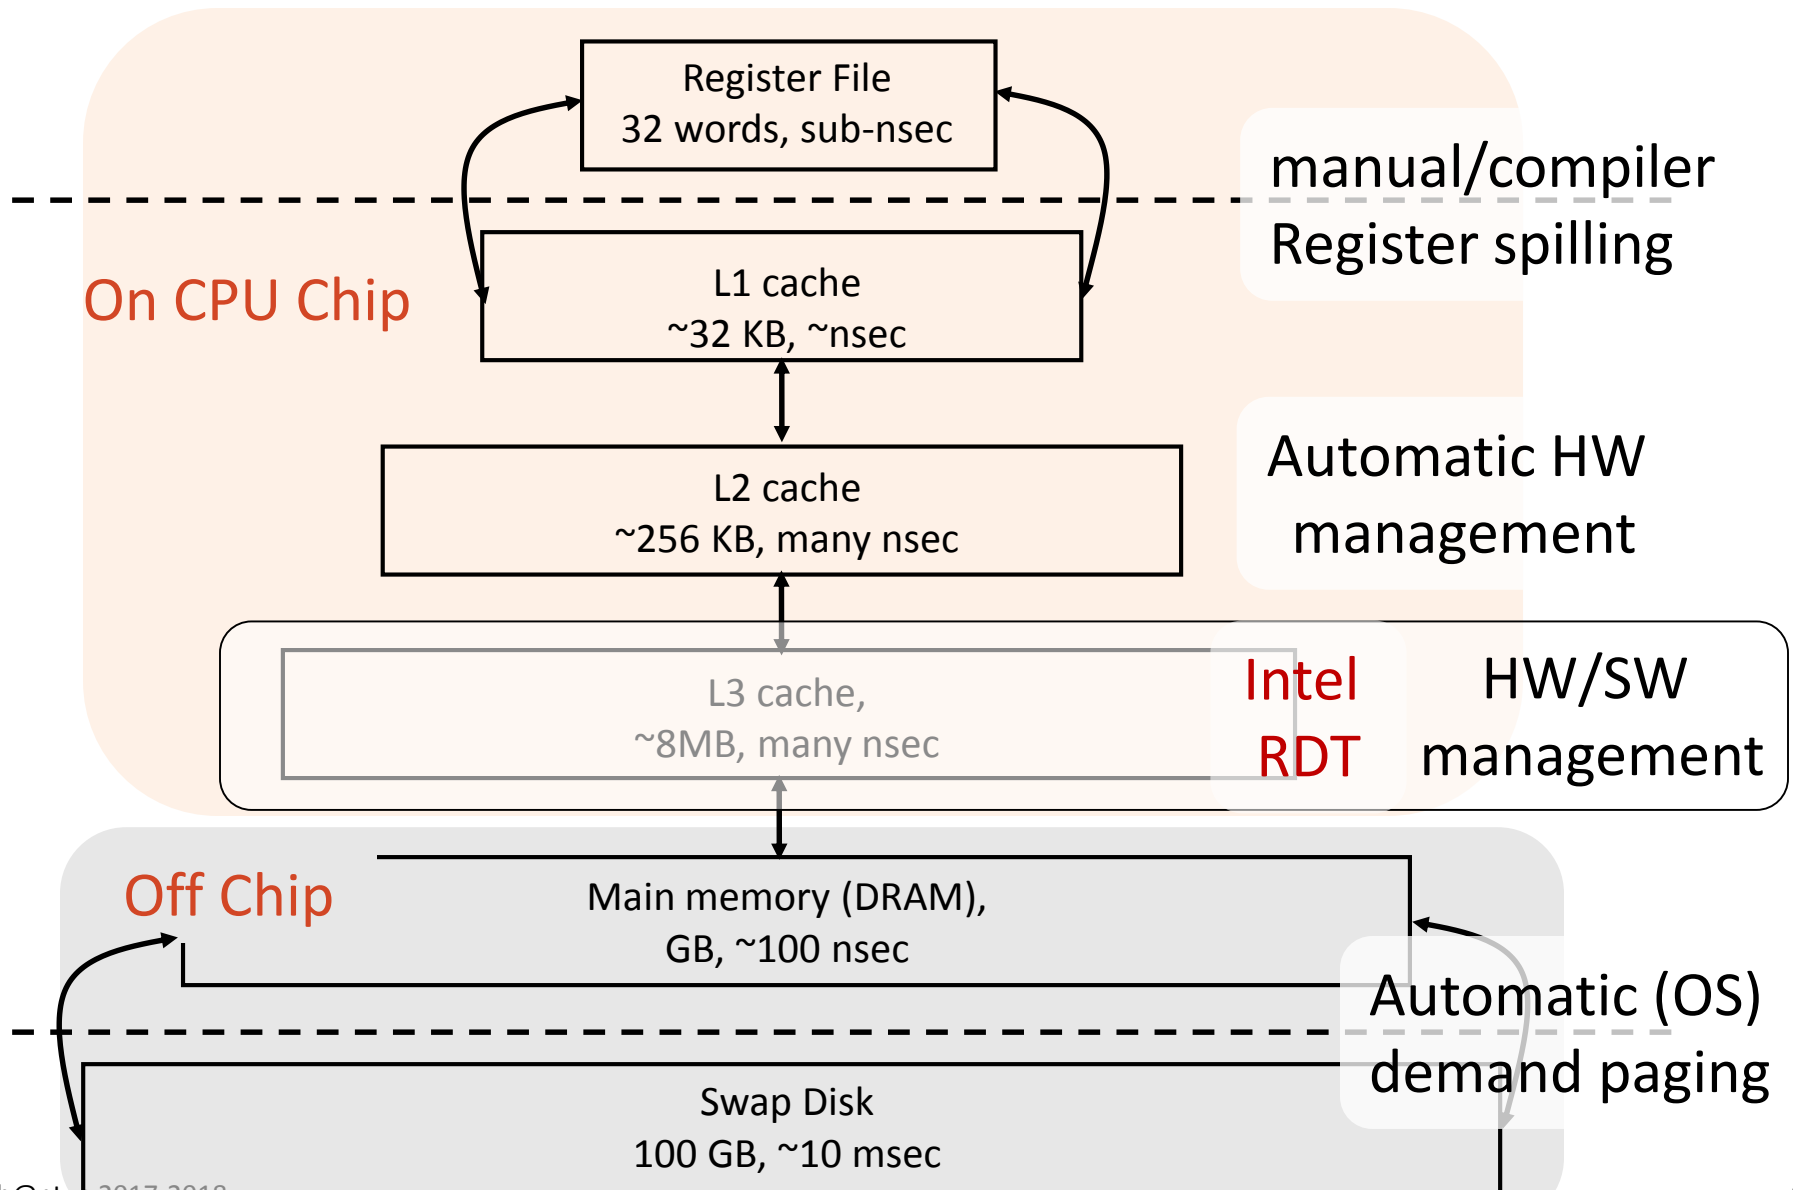 Register File
32 words, sub-nsec
manual/compiler
Register spilling
On CPU Chip
L1 cache
~32 KB, ~nsec
Automatic HW
management
L2 cache
~256 KB, many nsec
L3 cache,
~8MB, many nsec
Intel
RDT
HW/SW
management
Off Chip
Main memory (DRAM),
GB, ~100 nsec
Automatic (OS)
demand paging
Swap Disk
100 GB, ~10 msec
2017-2018